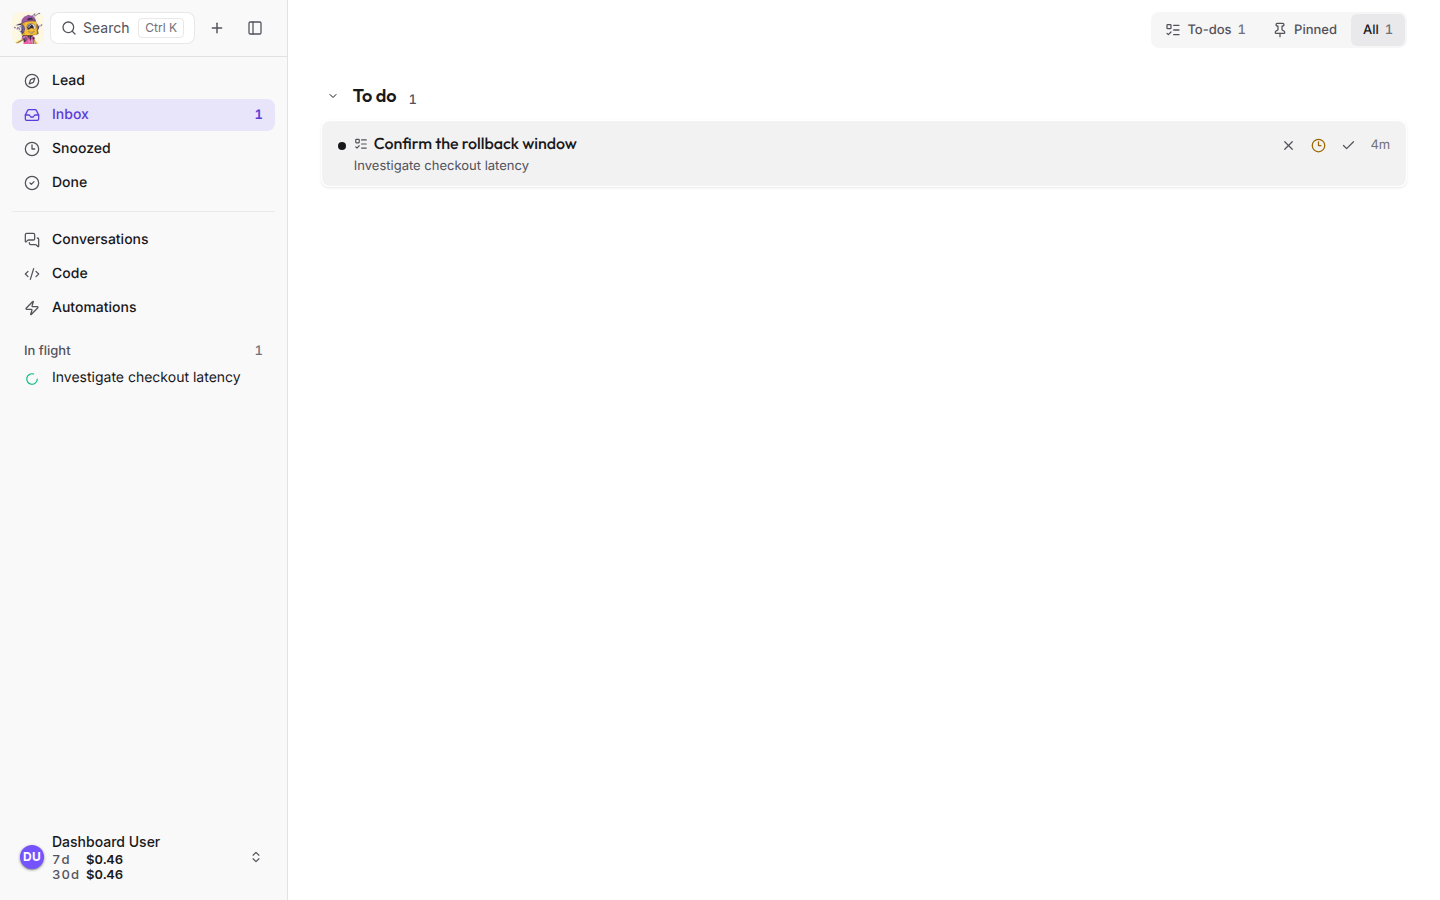 Search Ctrl K
Lead
Inbox 1
Snoozed
Done
Conversations
Code
Automations
In flight 1
Investigate checkout latency
DU
Dashboard User
7d $0.46
30d $0.46
To-dos 1
Pinned
All 1
To do 1
Confirm the rollback window
4m
Investigate checkout latency